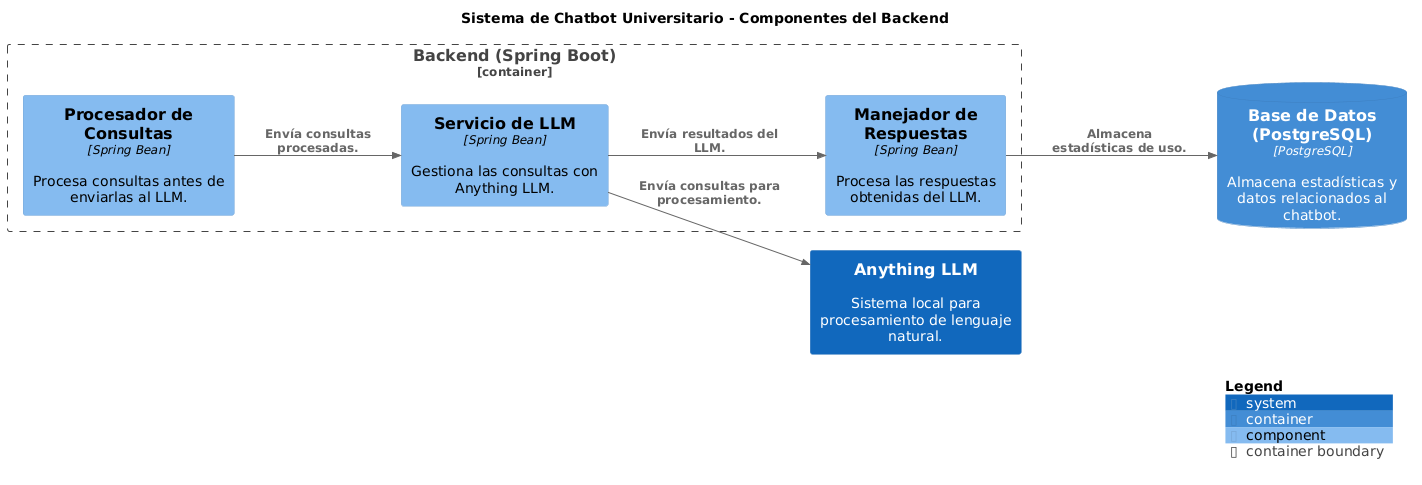 Sistema de Chatbot Universitario - Componentes del Backend
Backend (Spring Boot)
[container]
Procesador de
Consultas
[Spring Bean]
Procesa consultas antes de
enviarlas al LLM.
Envía consultas
procesadas.
Servicio de LLM
[Spring Bean]
Gestiona las consultas con
Anything LLM.
Envía resultados del
LLM.
Envía consultas para
procesamiento.
Manejador de
Respuestas
[Spring Bean]
Procesa las respuestas
obtenidas del LLM.
Almacena
estadísticas de uso.
Base de Datos
(PostgreSQL)
[PostgreSQL]
Almacena estadísticas y
datos relacionados al
chatbot.
Anything LLM
Sistema local para
procesamiento de lenguaje
natural.
Legend
system
container
component
container boundary